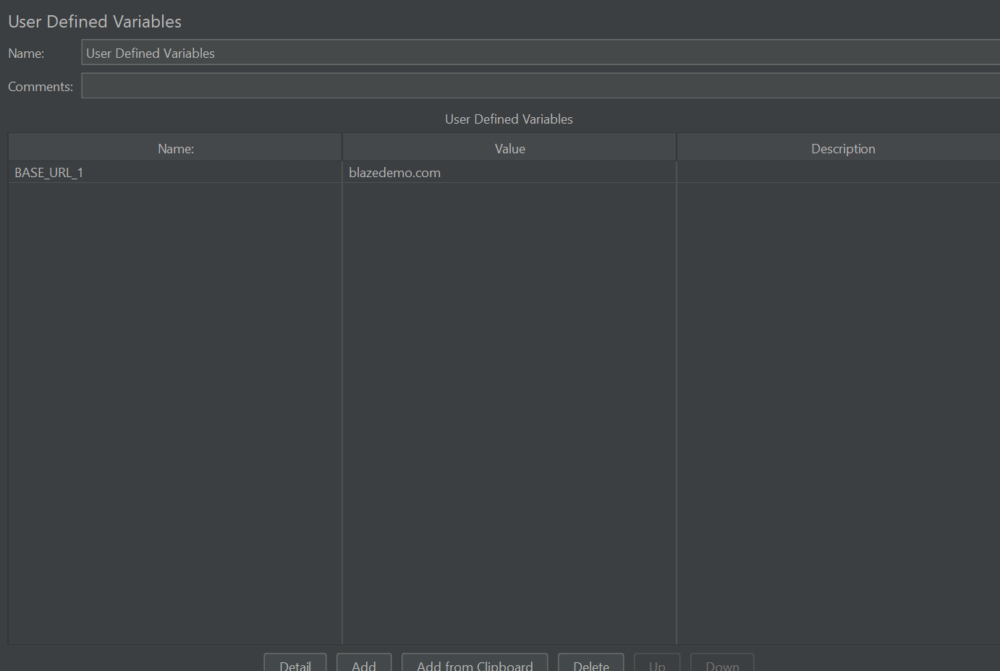 User Defined Variables
Name: User Defined Variables
Comments:
User Defined Variables
Name: Value Description
BASE_URL_1 blazedemo.com
Detail Add Add from Clipboard Delete Up Down